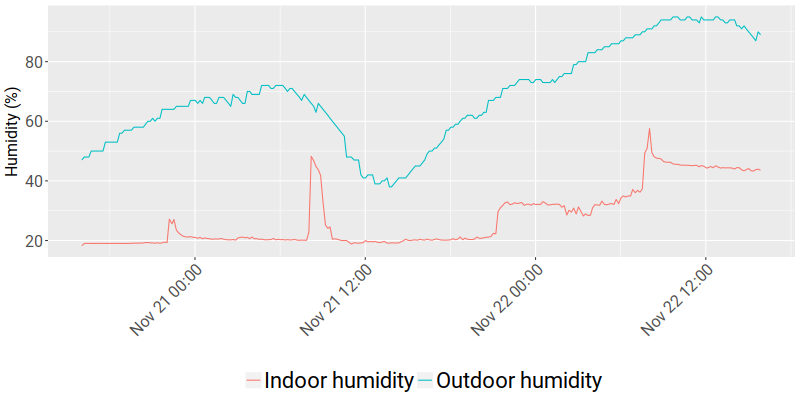 Humidity (%)
80
60
40
20
Nov 21 00:00
Nov 21 12:00
Nov 22 00:00
Nov 22 12:00
Indoor humidity
Outdoor humidity